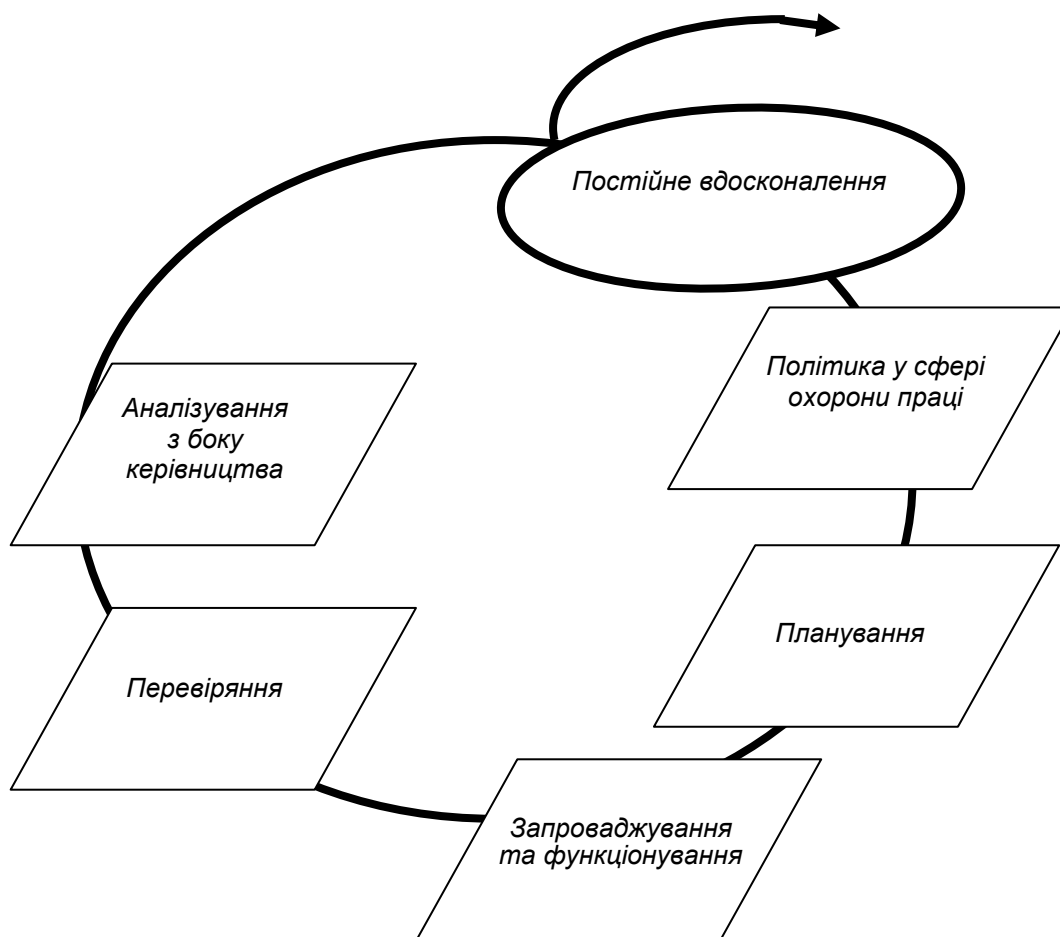 Постійне вдосконалення
Політика у сфері
охорони праці
Аналізування
з боку
керівництва
Планування
Перевіряння
Запроваджування
та функціонування